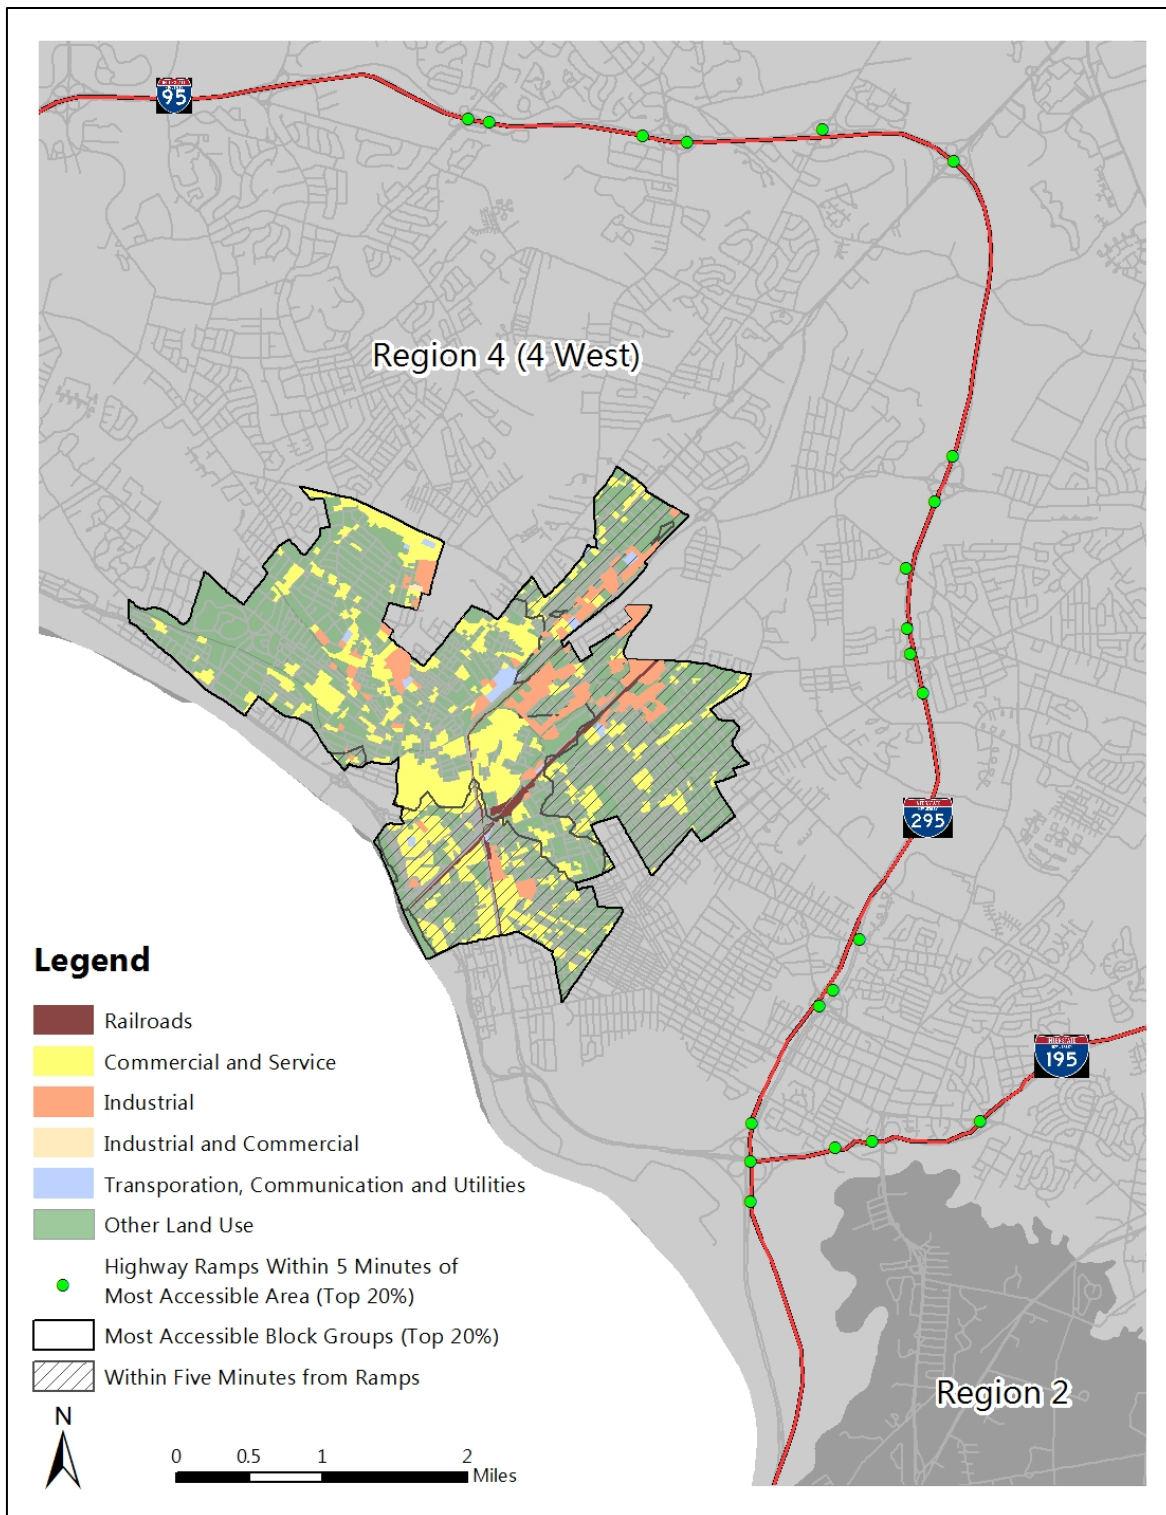 95
Region 4 (4 West)
295
195
Region 2
Legend
Railroads
Commercial and Service
Industrial
Industrial and Commercial
Transporation, Communication and Utilities
Other Land Use
Highway Ramps Within 5 Minutes of
Most Accessible Area (Top 20%)
Most Accessible Block Groups (Top 20%)
Within Five Minutes from Ramps
N
0 0.5 1 2
Miles